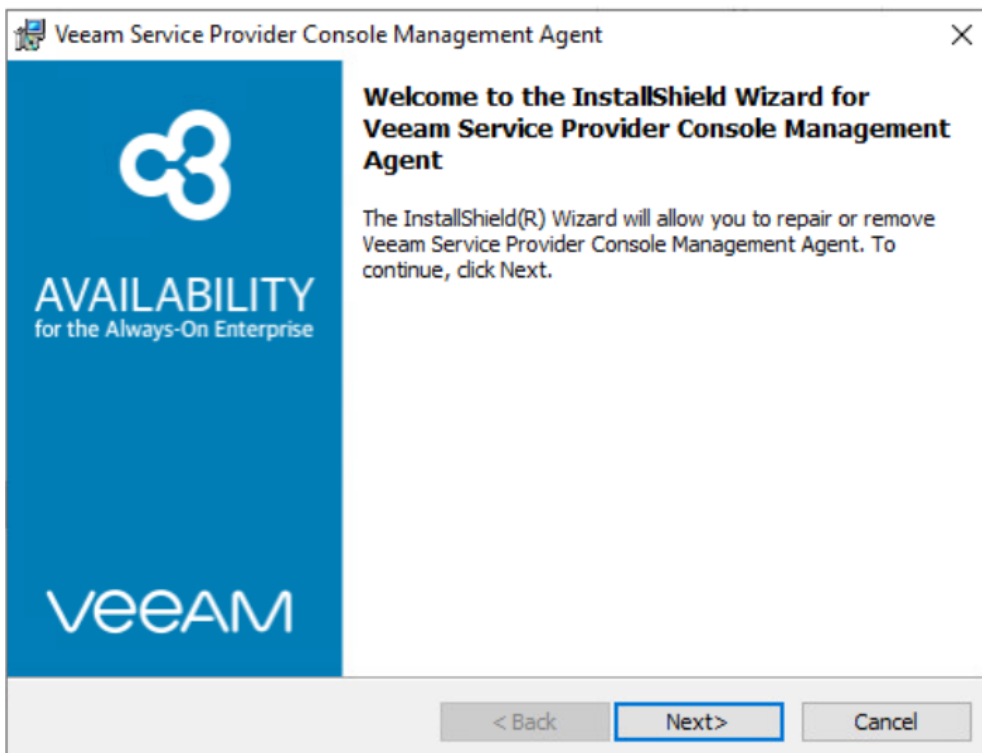 Veeam Service Provider Console Management Agent
Welcome to the InstallShield Wizard for
Veeam Service Provider Console Management
Agent
The InstallShield(R) Wizard will allow you to repair or remove
Veeam Service Provider Console Management Agent. To
continue, click Next.
AVAILABILITY
for the Always-On Enterprise
veeAM
< Back
Next>
Cancel